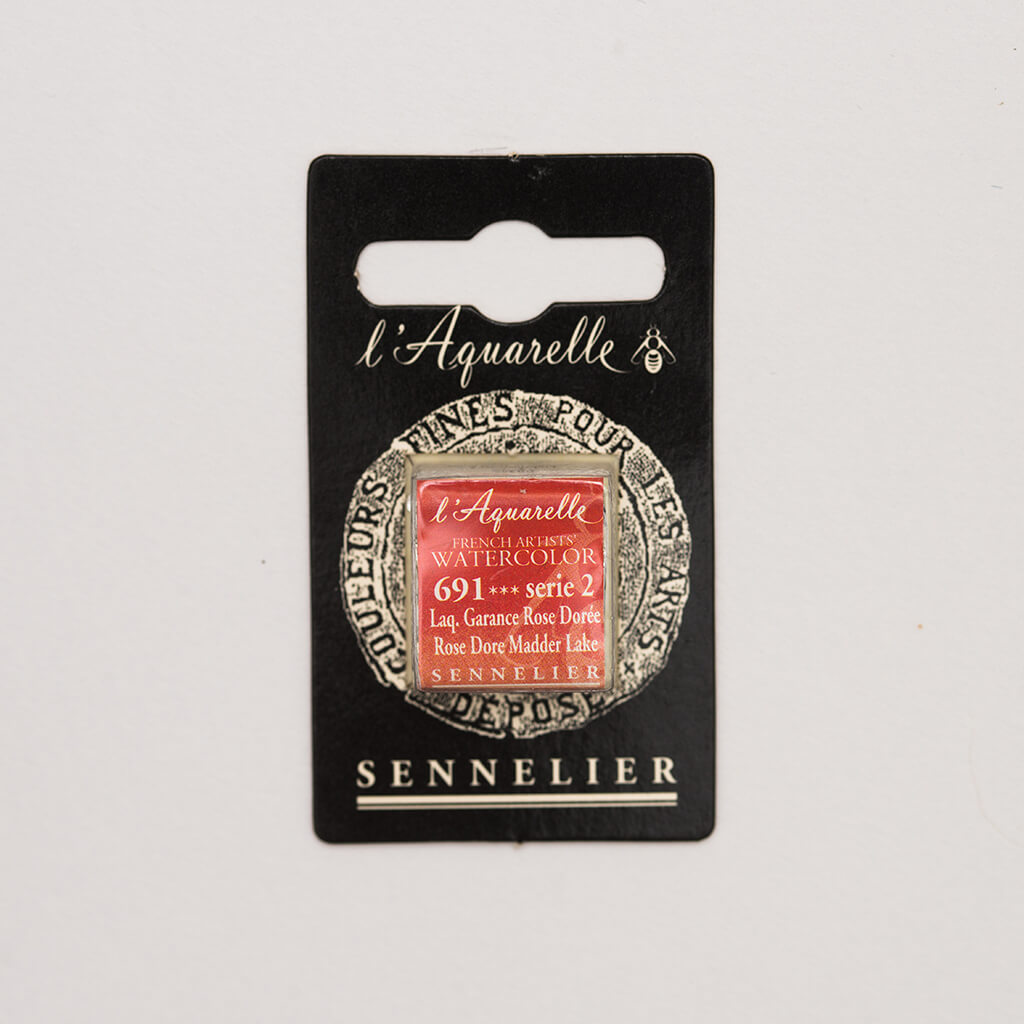 l'Aquarelle
COULEURS FINES POUR LES ARTS
DÉPOSÉ
l'Aquarelle
FRENCH ARTISTS'
WATERCOLOR
691*** serie 2
Laq. Garance Rose Dorée
Rose Dore Madder Lake
SENNELIER
SENNELIER